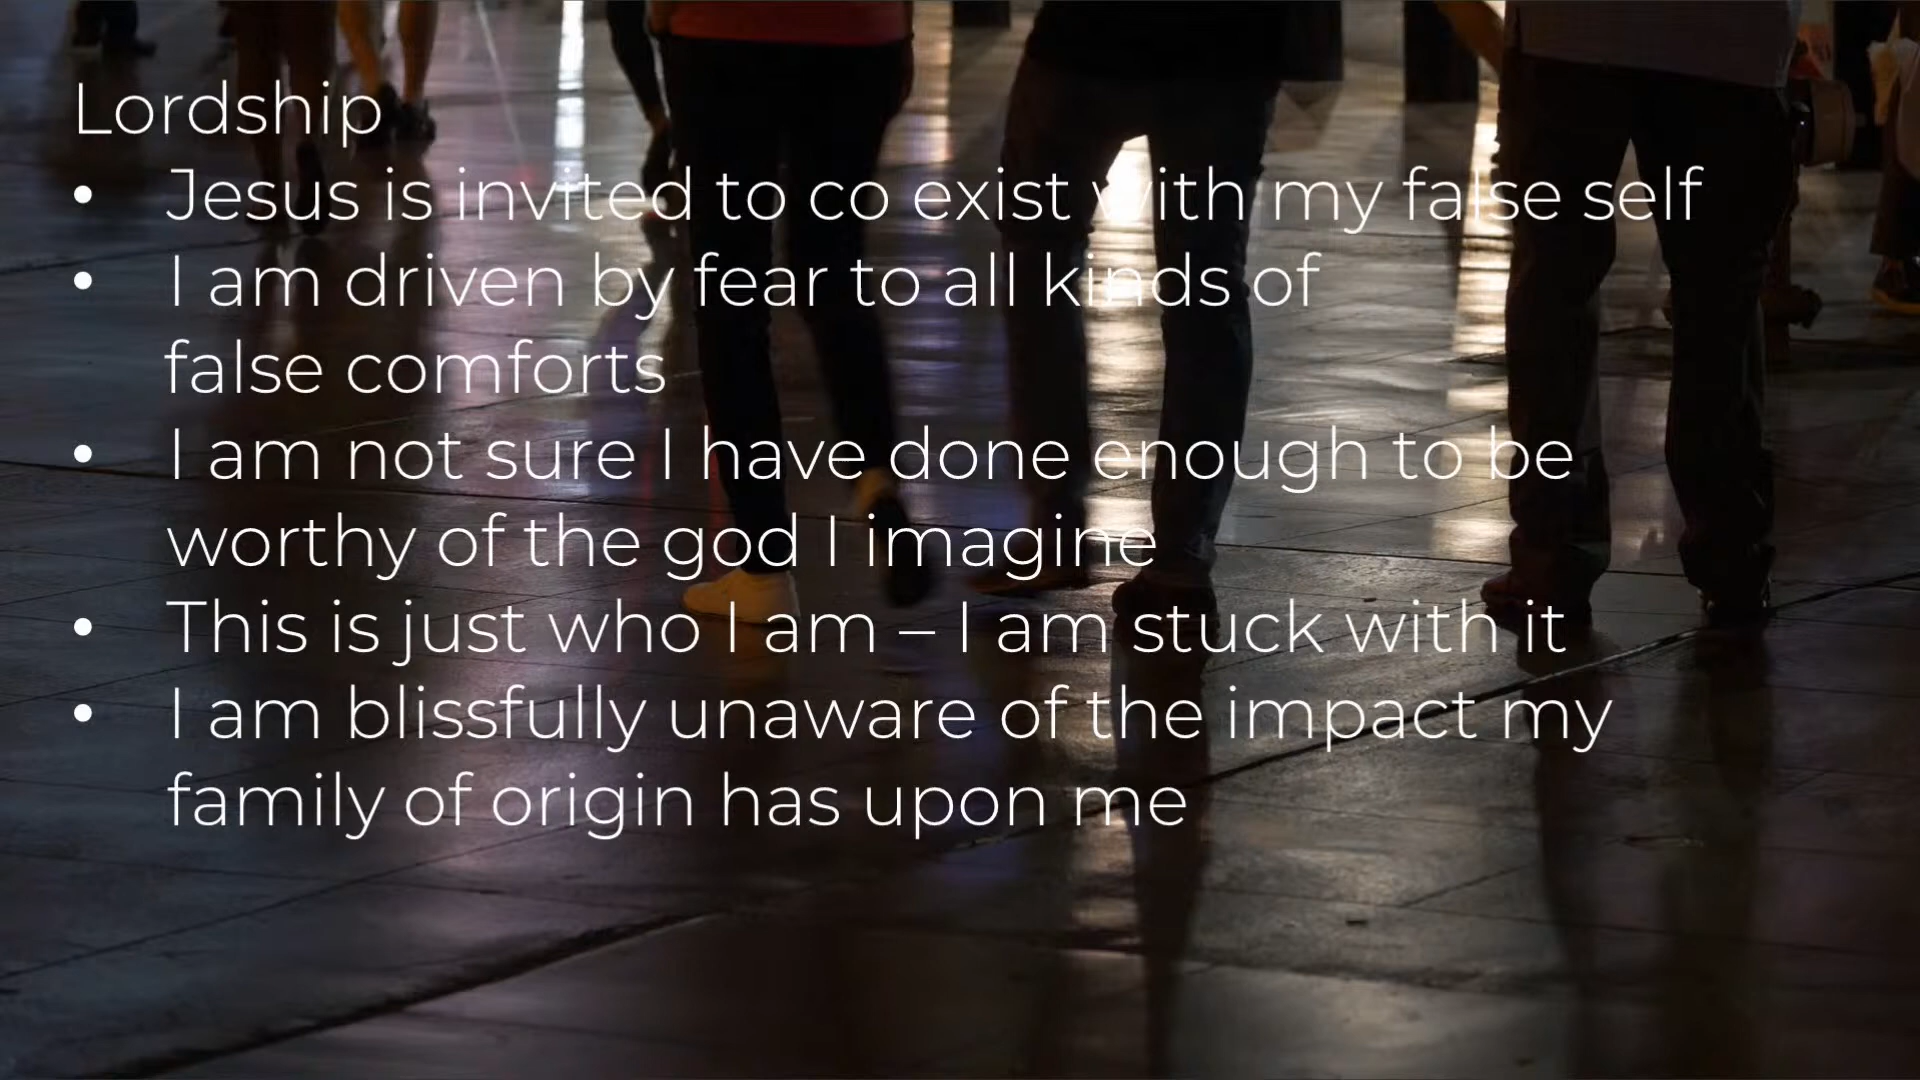 Lordship
• Jesus is invited to co exist with my false self
• I am driven by fear to all kinds of
false comforts
• I am not sure I have done enough to be
worthy of the god I imagine
• This is just who I am – I am stuck with it
• I am blissfully unaware of the impact my
family of origin has upon me